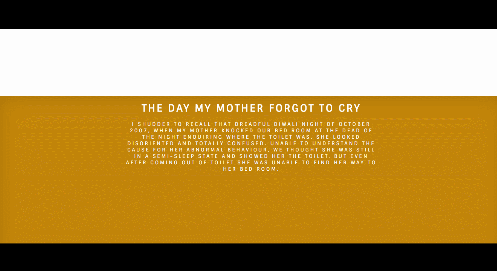 THE DAY MY MOTHER FORGOT TO CRY
I SHUDDER TO RECALL THAT DREADFUL DIWALI NIGHT OF OCTOBER
2007, WHEN MY MOTHER KNOCKED OUR BED ROOM AT THE DEAD OF
THE NIGHT ENQUIRING WHERE THE TOILET WAS. SHE LOOKED
DISORIENTED AND TOTALLY CONFUSED. UNABLE TO UNDERSTAND THE
CAUSE FOR HER ABNORMAL BEHAVIOUR, WE THOUGHT SHE WAS STILL
IN A SEMI-SLEEP STATE AND SHOWED HER THE TOILET. BUT EVEN
AFTER COMING OUT OF TOILET SHE WAS UNABLE TO FIND HER WAY TO
HER BED ROOM.